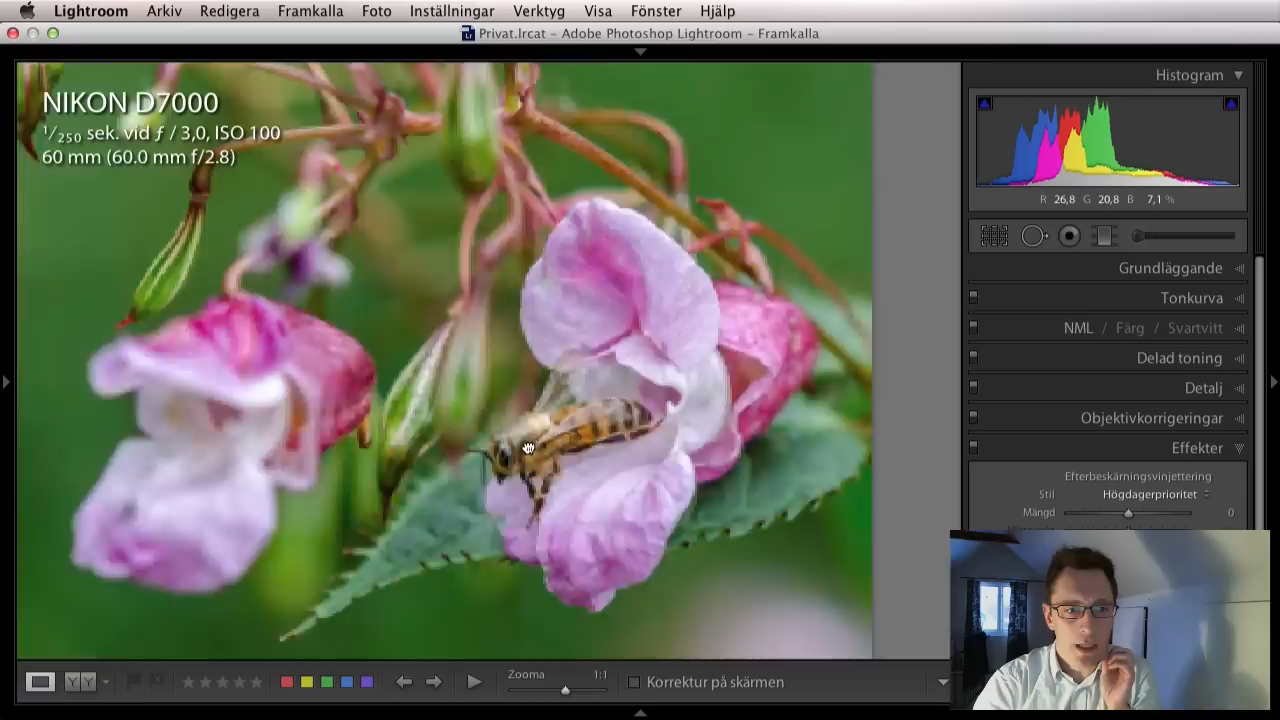 Lightroom Arkiv Redigera Framkalla Foto Inställningar Verktyg Visa Fönster Hjälp
Lr Privat.lrcat – Adobe Photoshop Lightroom – Framkalla
Histogram
NIKON D7000
1/250 sek. vid ƒ / 3,0, ISO 100
60 mm (60.0 mm f/2.8)
R 26,8 G 20,8 B 7,1 %
Grundläggande
Tonkurva
NML / Färg / Svartvitt
Delad toning
Detalj
Objektivkorrigeringar
Effekter
Efterbeskärningsvinjettering
Stil Högdagerprioritet
Mängd 0
Zooma 1:1
Korrektur på skärmen